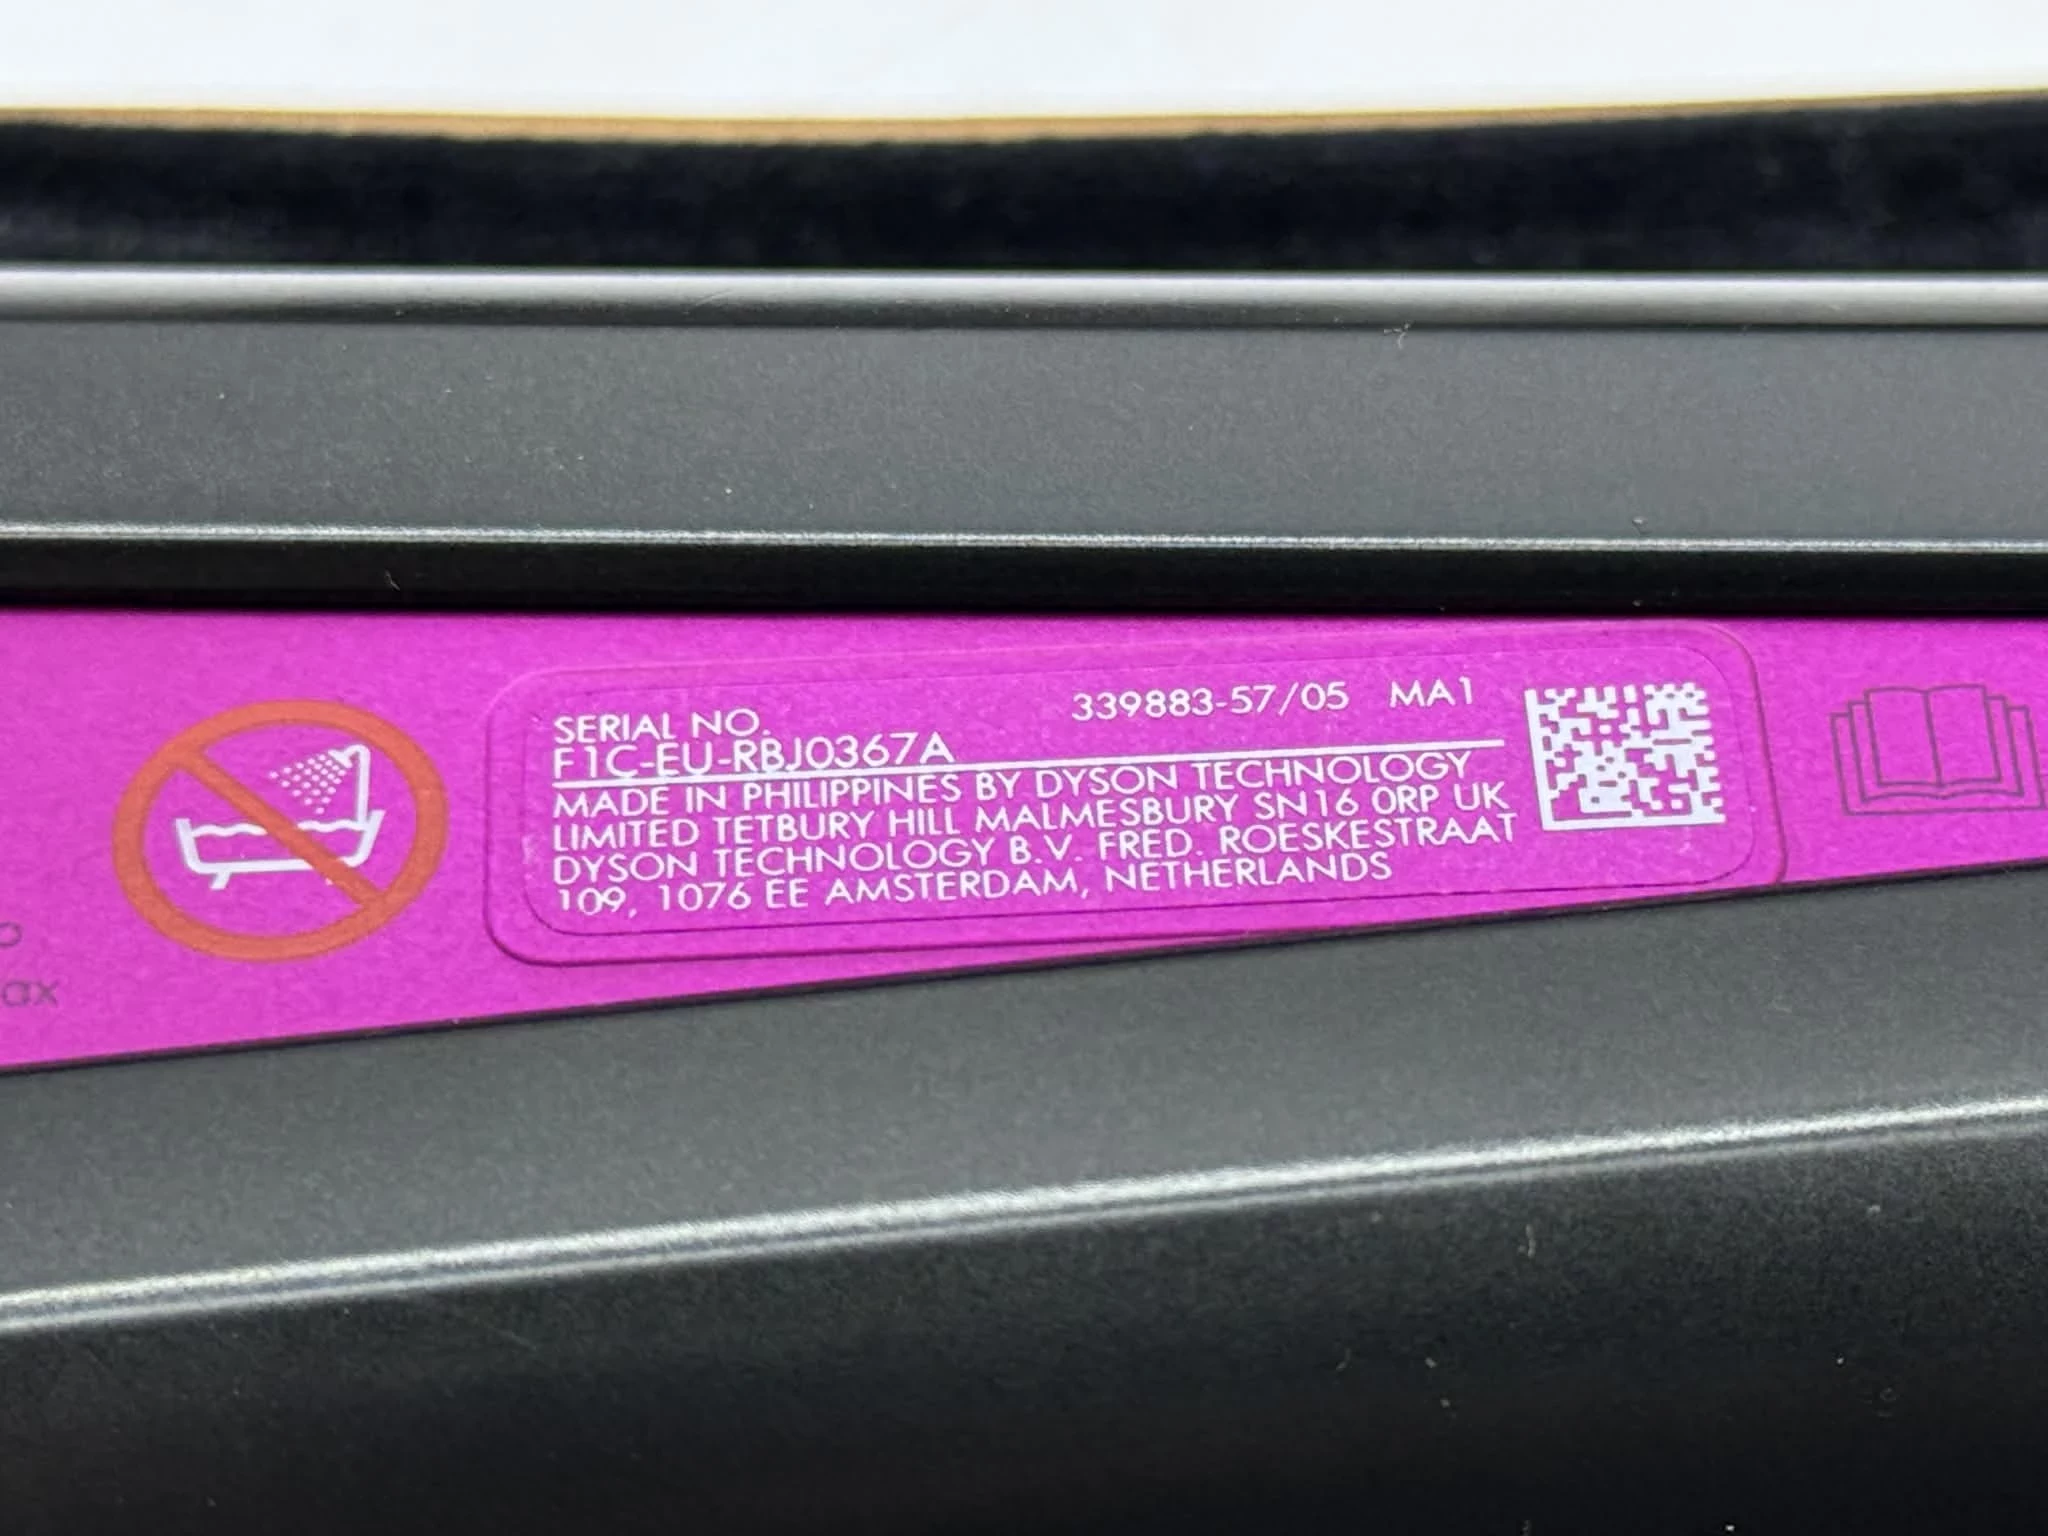 SERIAL NO.
339883-57/05 MA1
F1C-EU-RBJ0367A
MADE IN PHILIPPINES BY DYSON TECHNOLOGY
LIMITED TETBURY HILL MALMESBURY SN16 0RP UK
DYSON TECHNOLOGY B.V. FRED. ROESKESTRAAT
109, 1076 EE AMSTERDAM, NETHERLANDS